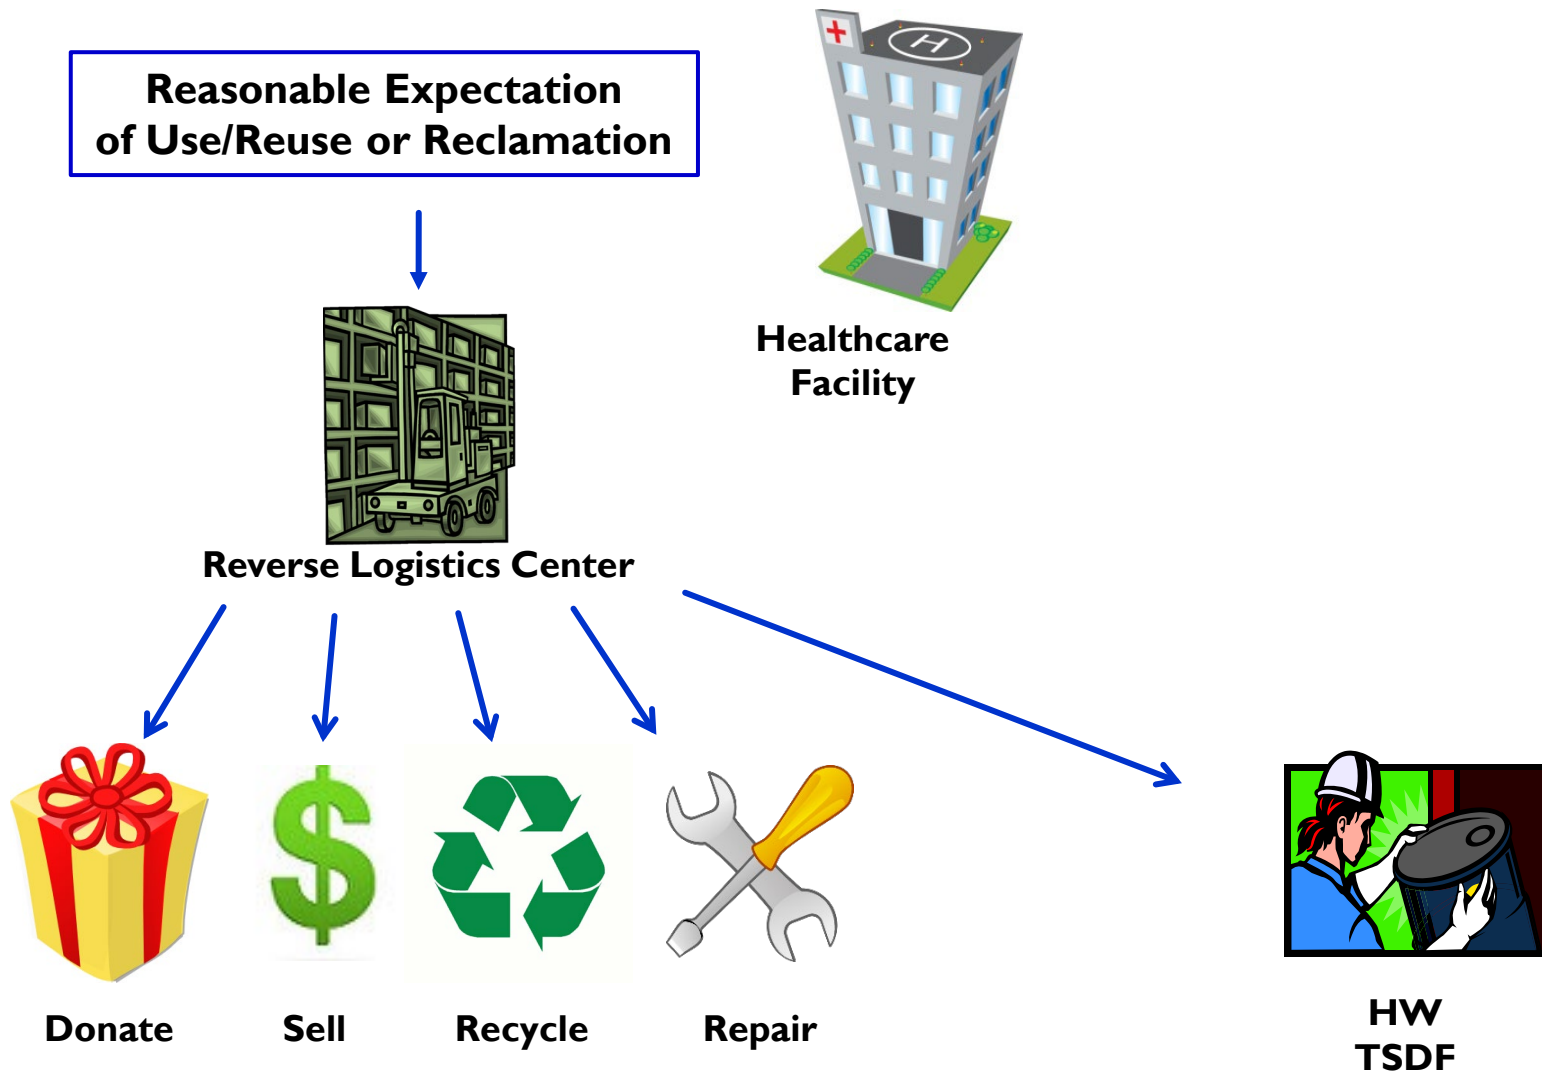 Reasonable Expectation
of Use/Reuse or Reclamation
H
Healthcare
Facility
Reverse Logistics Center
$
Donate
Sell
Recycle
Repair
HW
TSDF